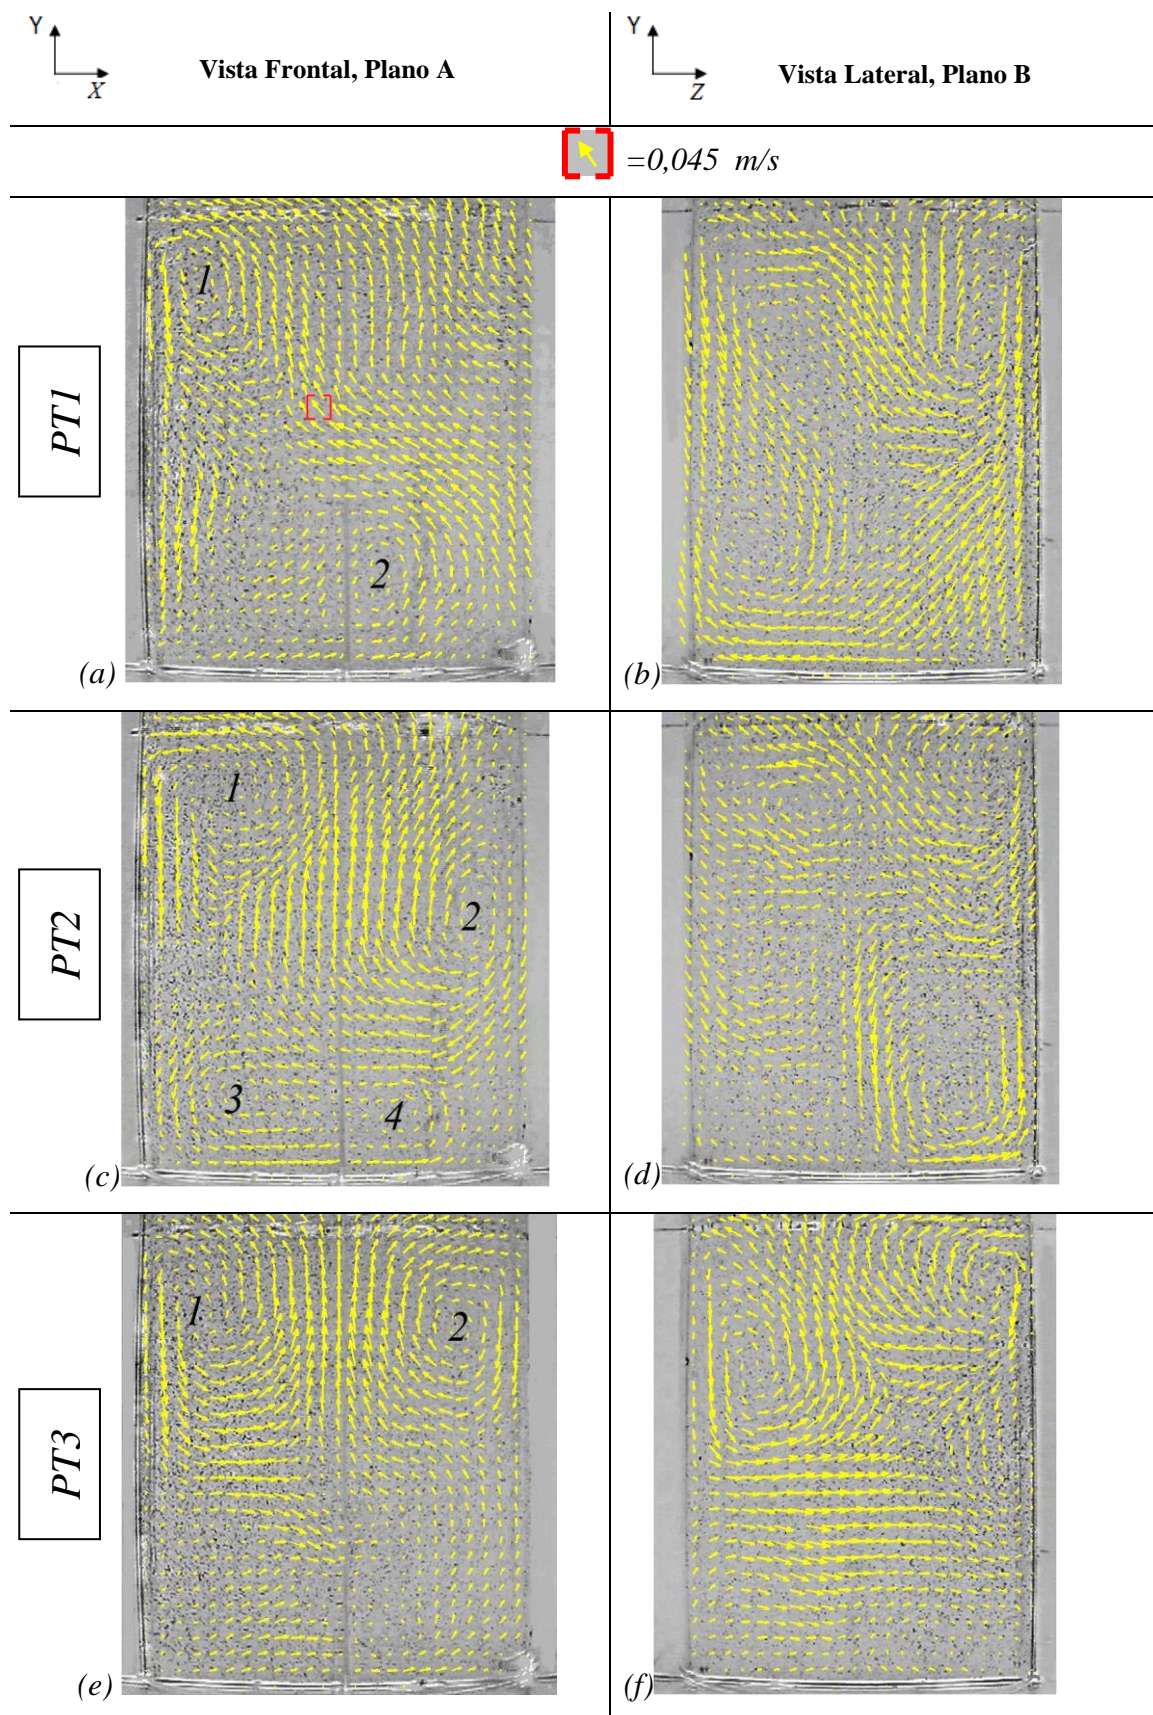 Y
X
Vista Frontal, Plano A
Y
Z
Vista Lateral, Plano B
=0,045 m/s
PT1
1
2
(a)
(b)
PT2
1
2
3
4
(c)
(d)
PT3
1
2
(e)
(f)